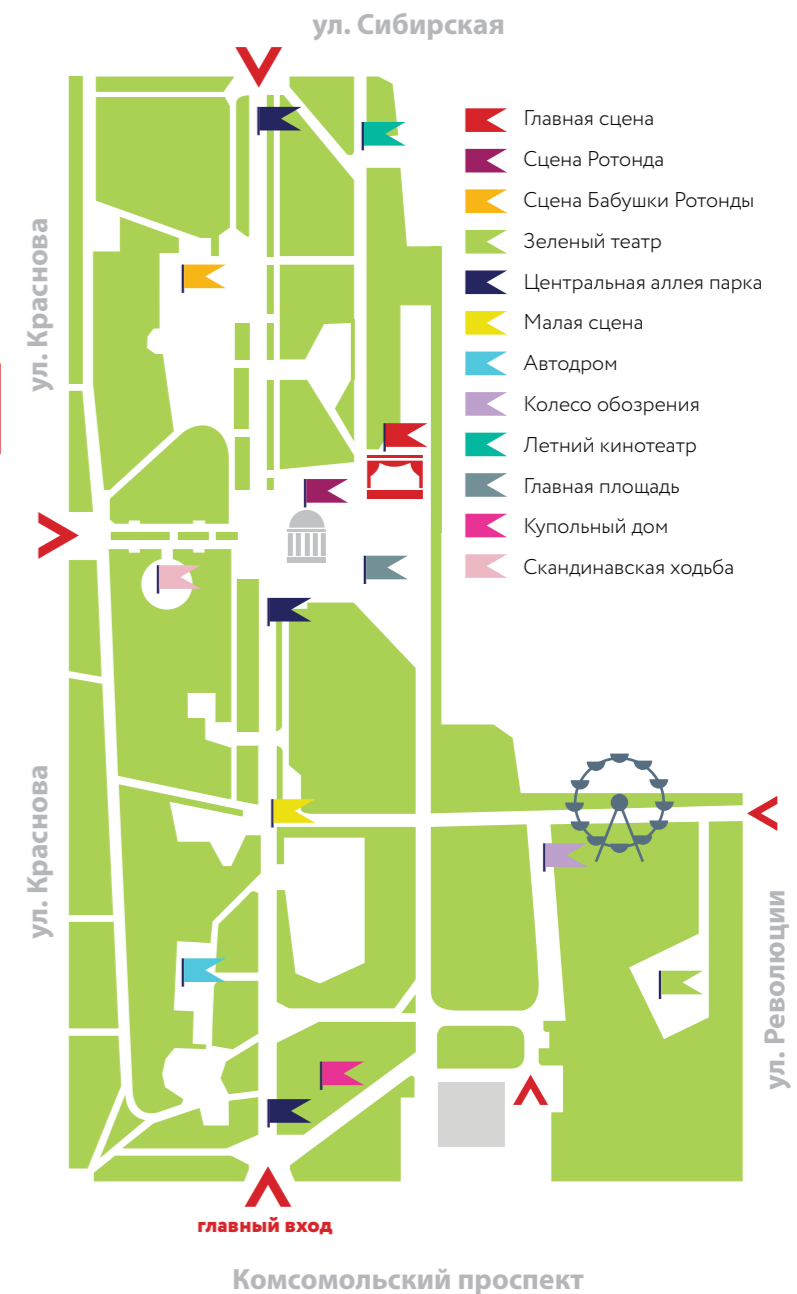 ул. Сибирская
Главная сцена
Сцена Ротонда
Сцена Бабушки Ротонды
Зеленый театр
Центральная аллея парка
Малая сцена
Автодром
Колесо обозрения
Летний кинотеатр
Главная площадь
Купольный дом
Скандинавская ходьба
ул. Краснова
ул. Краснова
ул. Революции
главный вход
Комсомольский проспект